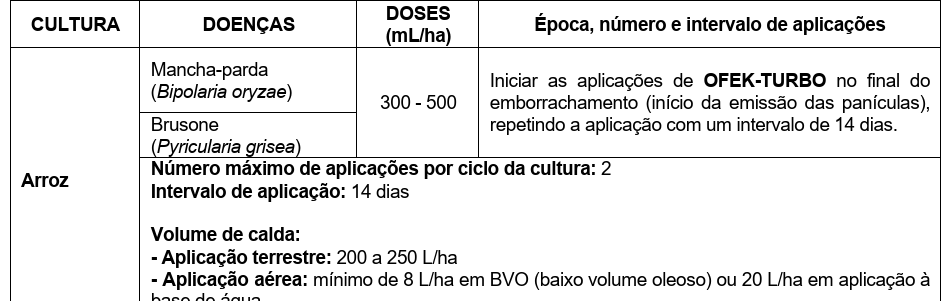 CULTURA DOENÇAS DOSES (mL/ha) Época, número e intervalo de aplicações
Arroz
Mancha-parda
(Bipolaria oryzae)
Brusone
(Pyricularia grisea)
300 - 500
Iniciar as aplicações de OFEK-TURBO no final do
emborrachamento (início da emissão das panículas),
repetindo a aplicação com um intervalo de 14 dias.
Número máximo de aplicações por ciclo da cultura: 2
Intervalo de aplicação: 14 dias
Volume de calda:
- Aplicação terrestre: 200 a 250 L/ha
- Aplicação aérea: mínimo de 8 L/ha em BVO (baixo volume oleoso) ou 20 L/ha em aplicação à
base de água